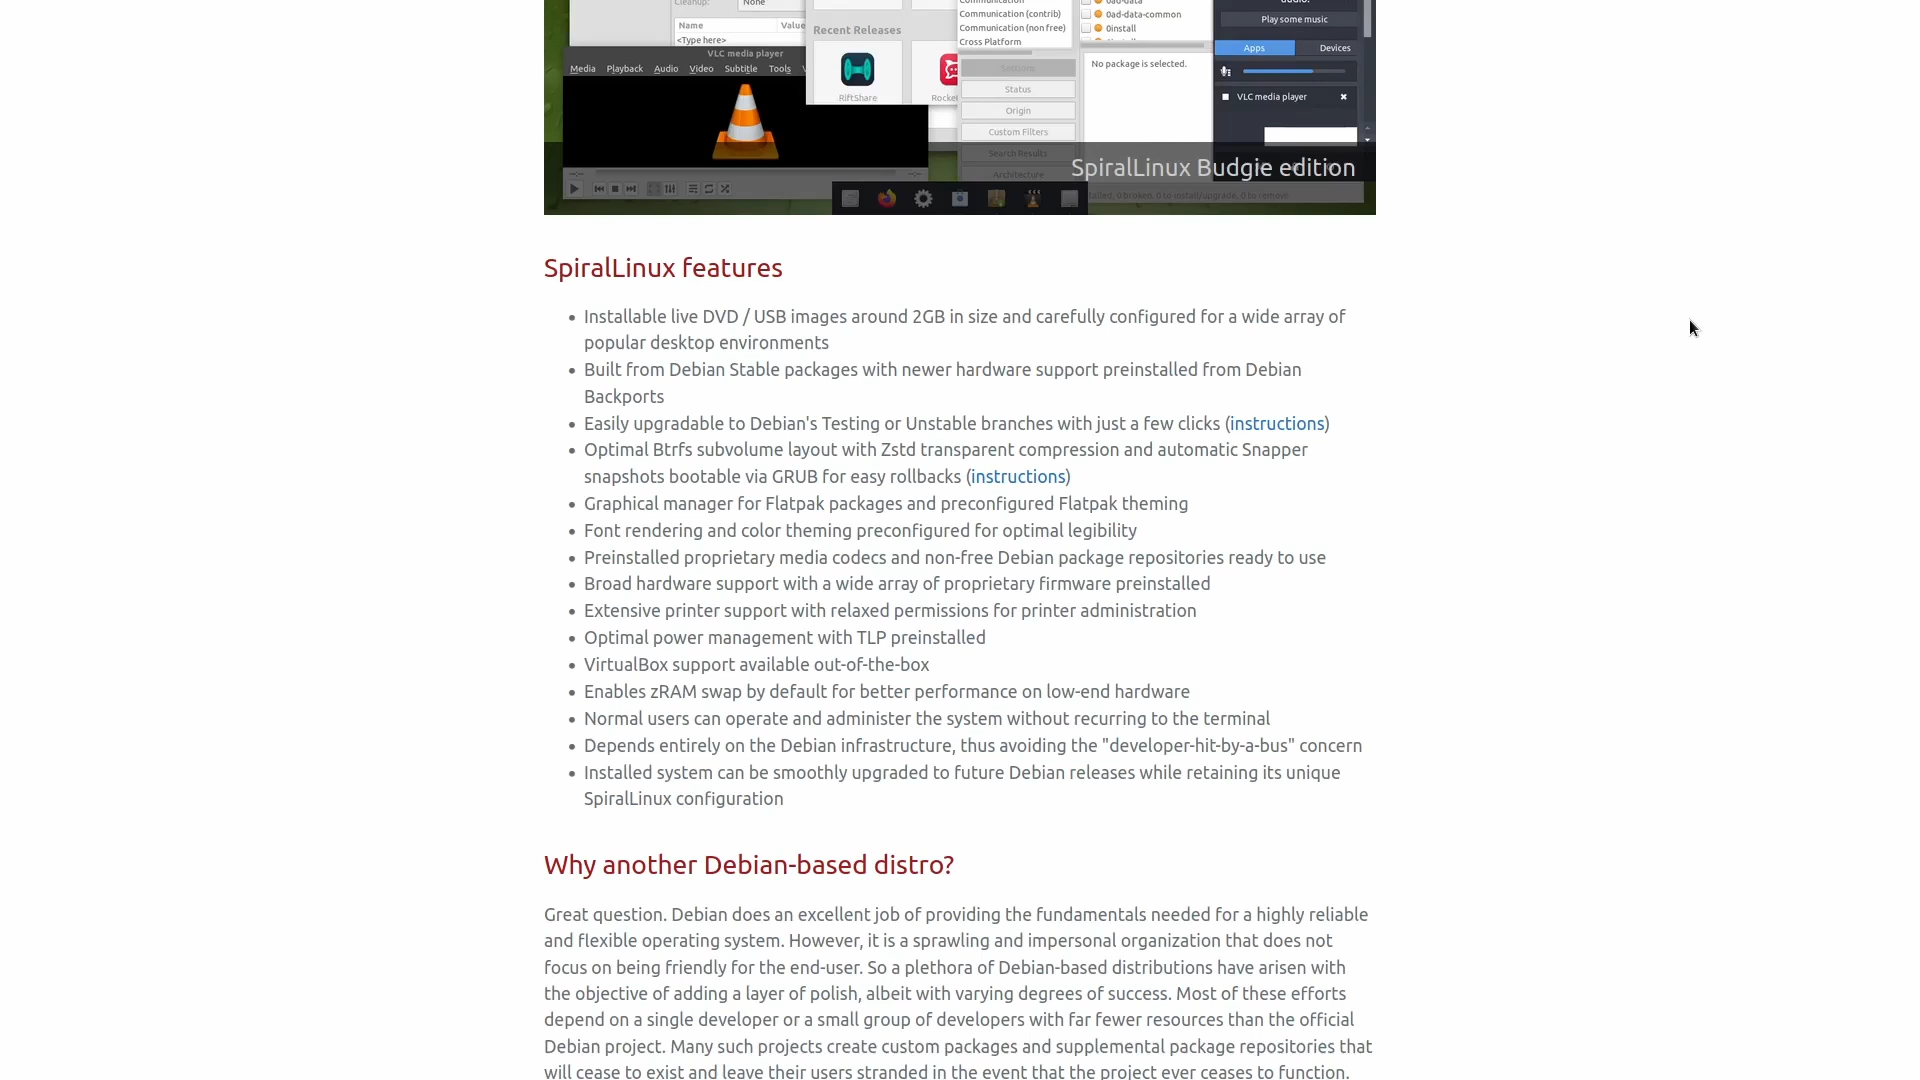 Cleanup:
None
Name
Value
<Type here>
VLC media player
Media Playback Audio Video Subtitle Tools
Recent Releases
RiftShare
Communication (contrib)
Communication (non free)
Cross Platform
Sections
Status
Origin
Custom Filters
Search Results
Architecture
0ad-data-common
0install
No package is selected.
Play some music
Apps
Devices
VLC media player
SpiralLinux Budgie edition
SpiralLinux features
Installable live DVD / USB images around 2GB in size and carefully configured for a wide array of
popular desktop environments
Built from Debian Stable packages with newer hardware support preinstalled from Debian
Backports
Easily upgradable to Debian's Testing or Unstable branches with just a few clicks (instructions)
Optimal Btrfs subvolume layout with Zstd transparent compression and automatic Snapper
snapshots bootable via GRUB for easy rollbacks (instructions)
Graphical manager for Flatpak packages and preconfigured Flatpak theming
Font rendering and color theming preconfigured for optimal legibility
Preinstalled proprietary media codecs and non-free Debian package repositories ready to use
Broad hardware support with a wide array of proprietary firmware preinstalled
Extensive printer support with relaxed permissions for printer administration
Optimal power management with TLP preinstalled
VirtualBox support available out-of-the-box
Enables zRAM swap by default for better performance on low-end hardware
Normal users can operate and administer the system without recurring to the terminal
Depends entirely on the Debian infrastructure, thus avoiding the "developer-hit-by-a-bus" concern
Installed system can be smoothly upgraded to future Debian releases while retaining its unique
SpiralLinux configuration
Why another Debian-based distro?
Great question. Debian does an excellent job of providing the fundamentals needed for a highly reliable
and flexible operating system. However, it is a sprawling and impersonal organization that does not
focus on being friendly for the end-user. So a plethora of Debian-based distributions have arisen with
the objective of adding a layer of polish, albeit with varying degrees of success. Most of these efforts
depend on a single developer or a small group of developers with far fewer resources than the official
Debian project. Many such projects create custom packages and supplemental package repositories that
will cease to exist and leave their users stranded in the event that the project ever ceases to function.